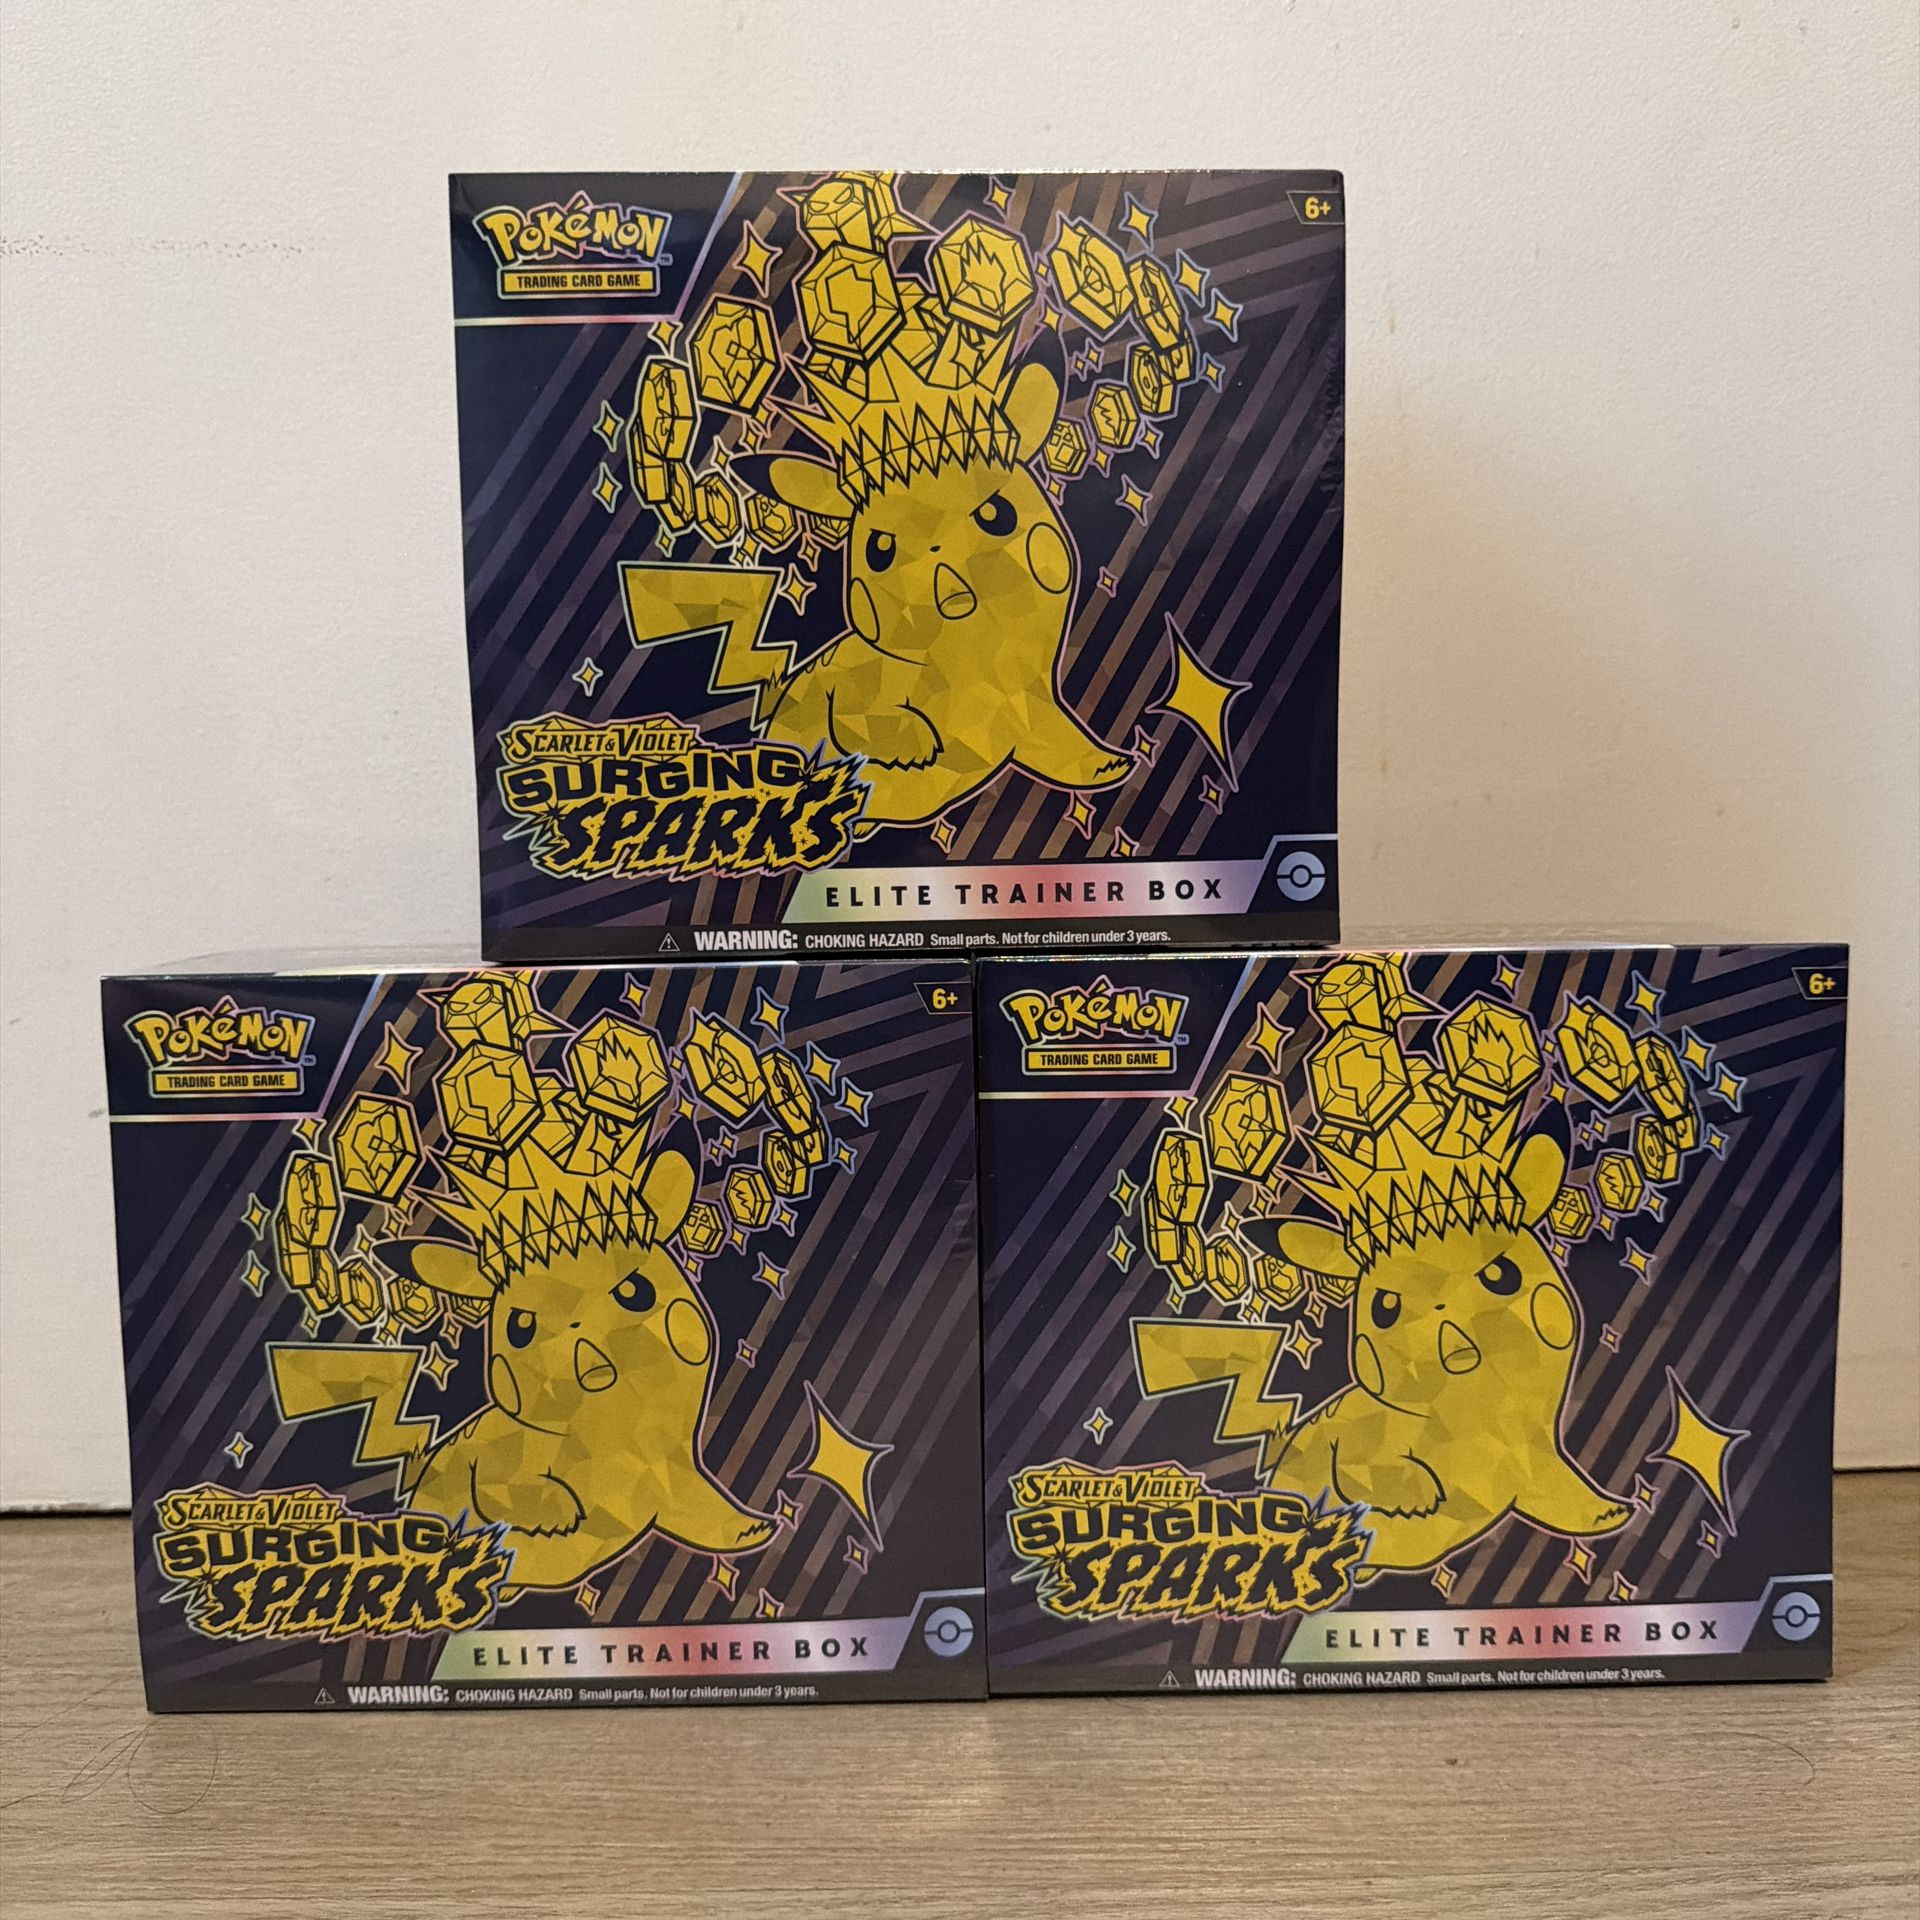 POKéMON
TM
TRADING CARD GAME
6+
SCARLET & VIOLET
SURGING
SPARKS
ELITE TRAINER BOX
WARNING: CHOKING HAZARD Small parts. Not for children under 3 years.
POKéMON
TM
TRADING CARD GAME
6+
SCARLET & VIOLET
SURGING
SPARKS
ELITE TRAINER BOX
WARNING: CHOKING HAZARD Small parts. Not for children under 3 years.
POKéMON
TM
TRADING CARD GAME
6+
SCARLET & VIOLET
SURGING
SPARKS
ELITE TRAINER BOX
WARNING: CHOKING HAZARD Small parts. Not for children under 3 years.